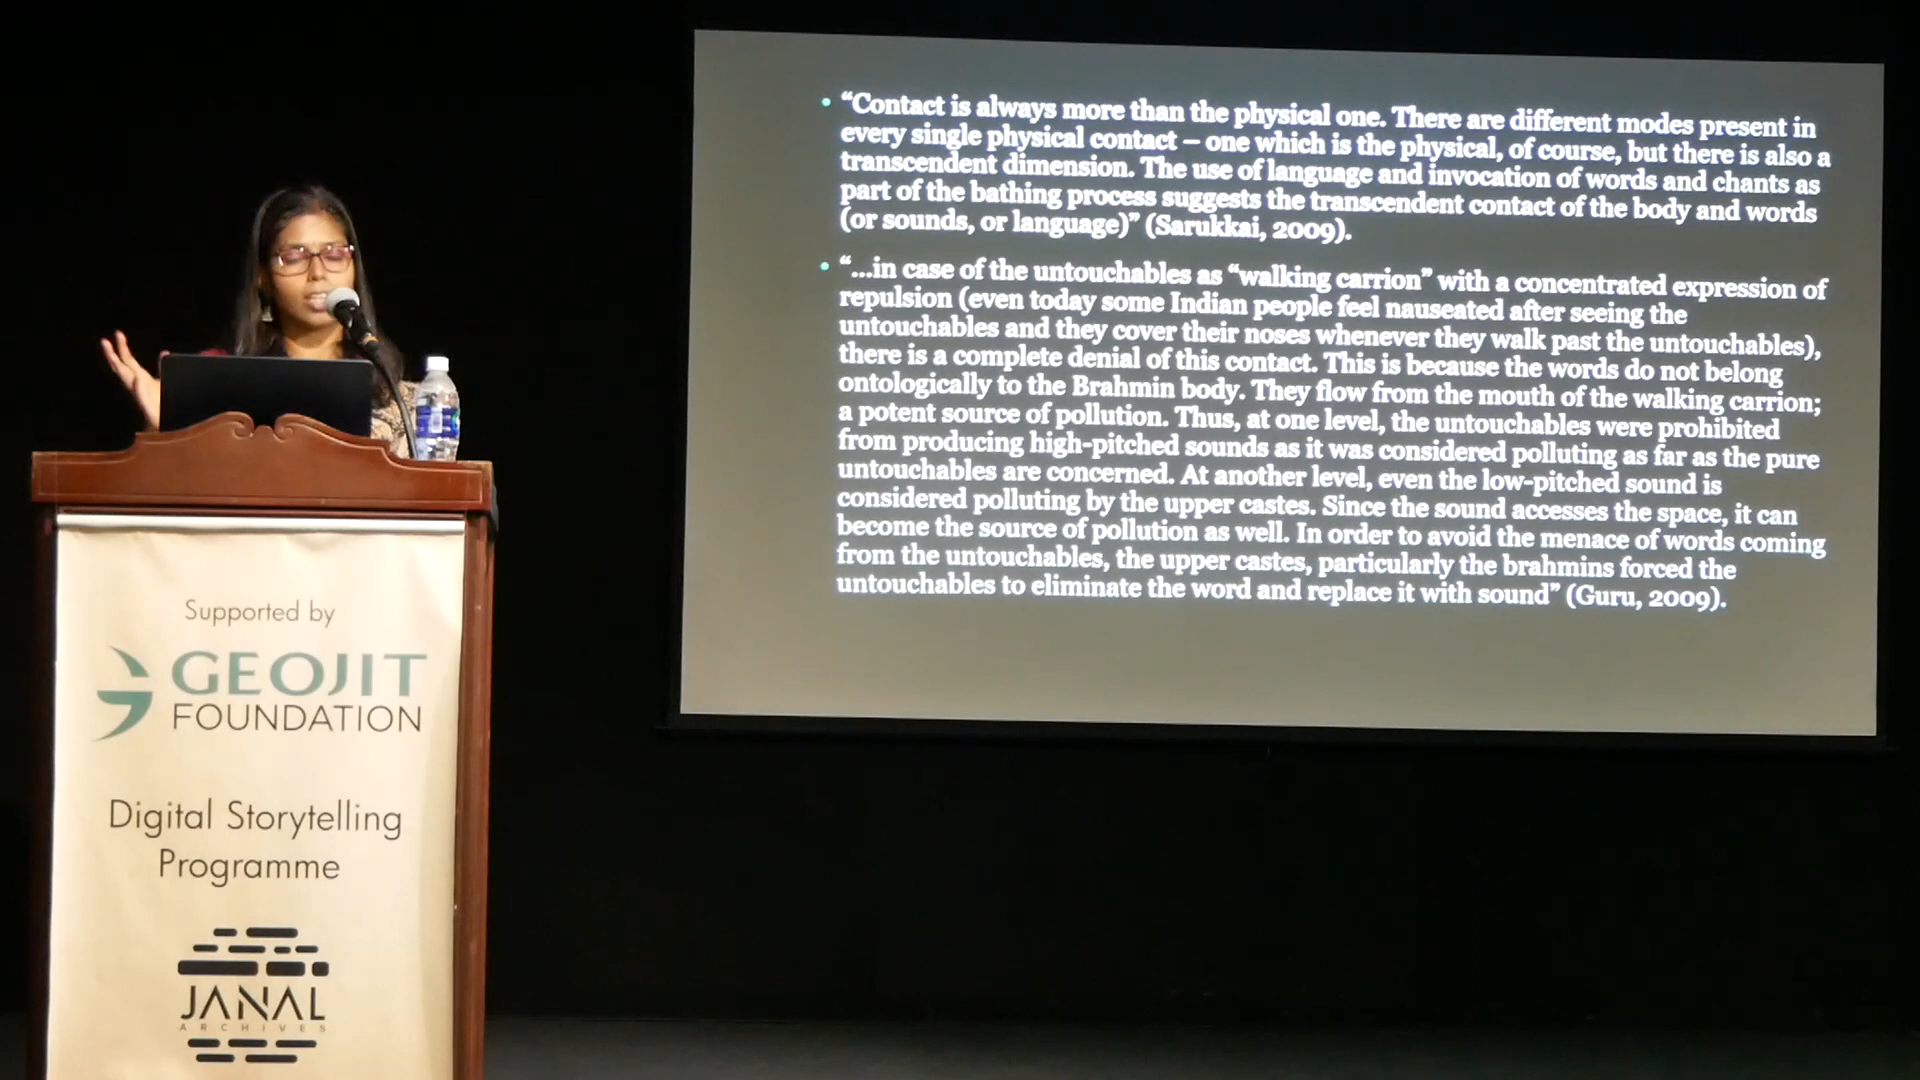 • “Contact is always more than the physical one. There are different modes present in
every single physical contact – one which is the physical, of course, but there is also a
transcendent dimension. The use of language and invocation of words and chants as
part of the bathing process suggests the transcendent contact of the body and words
(or sounds, or language)” (Sarukkai, 2009).
• “...in case of the untouchables as “walking carrion” with a concentrated expression of
repulsion (even today some Indian people feel nauseated after seeing the
untouchables and they cover their noses whenever they walk past the untouchables),
there is a complete denial of this contact. This is because the words do not belong
ontologically to the Brahmin body. They flow from the mouth of the walking carrion;
a potent source of pollution. Thus, at one level, the untouchables were prohibited
from producing high-pitched sounds as it was considered polluting as far as the pure
untouchables are concerned. At another level, even the low-pitched sound is
considered polluting by the upper castes. Since the sound accesses the space, it can
become the source of pollution as well. In order to avoid the menace of words coming
from the untouchables, the upper castes, particularly the brahmins forced the
untouchables to eliminate the word and replace it with sound” (Guru, 2009).
Supported by
GEOJIT
FOUNDATION
Digital Storytelling
Programme
JANAL
ARCHIVES